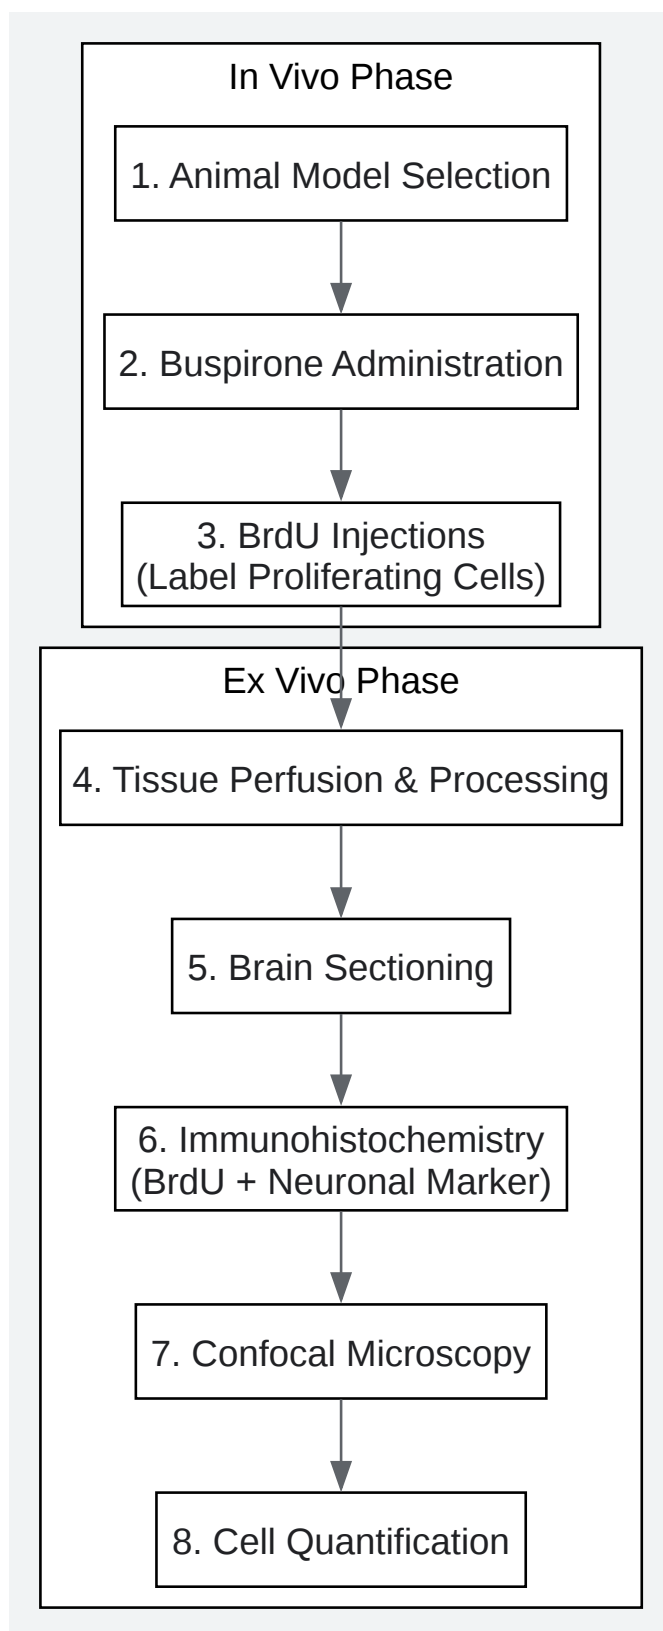 In Vivo Phase
1. Animal Model Selection
2. Buspirone Administration
3. BrdU Injections
(Label Proliferating Cells)
Ex Vivo Phase
4. Tissue Perfusion & Processing
5. Brain Sectioning
6. Immunohistochemistry
(BrdU + Neuronal Marker)
7. Confocal Microscopy
8. Cell Quantification